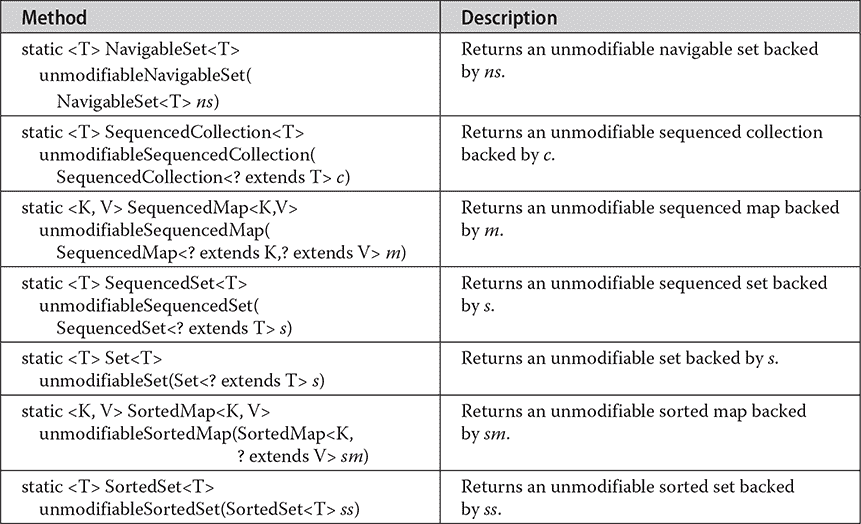 Method
Description
static <T> NavigableSet<T>
unmodifiableNavigableSet(
NavigableSet<T> ns)
Returns an unmodifiable navigable set backed
by ns.
static <T> SequencedCollection<T>
unmodifiableSequencedCollection(
SequencedCollection<? extends T> c)
Returns an unmodifiable sequenced collection
backed by c.
static <K, V> SequencedMap<K,V>
unmodifiableSequencedMap(
SequencedMap<? extends K,? extends V> m)
Returns an unmodifiable sequenced map backed
by m.
static <T> SequencedSet<T>
unmodifiableSequencedSet(
SequencedSet<? extends T> s)
Returns an unmodifiable sequenced set backed by
s.
static <T> Set<T>
unmodifiableSet(Set<? extends T> s)
Returns an unmodifiable set backed by s.
static <K, V> SortedMap<K, V>
unmodifiableSortedMap(SortedMap<K,
? extends V> sm)
Returns an unmodifiable sorted map backed
by sm.
static <T> SortedSet<T>
unmodifiableSortedSet(SortedSet<T> ss)
Returns an unmodifiable sorted set backed
by ss.